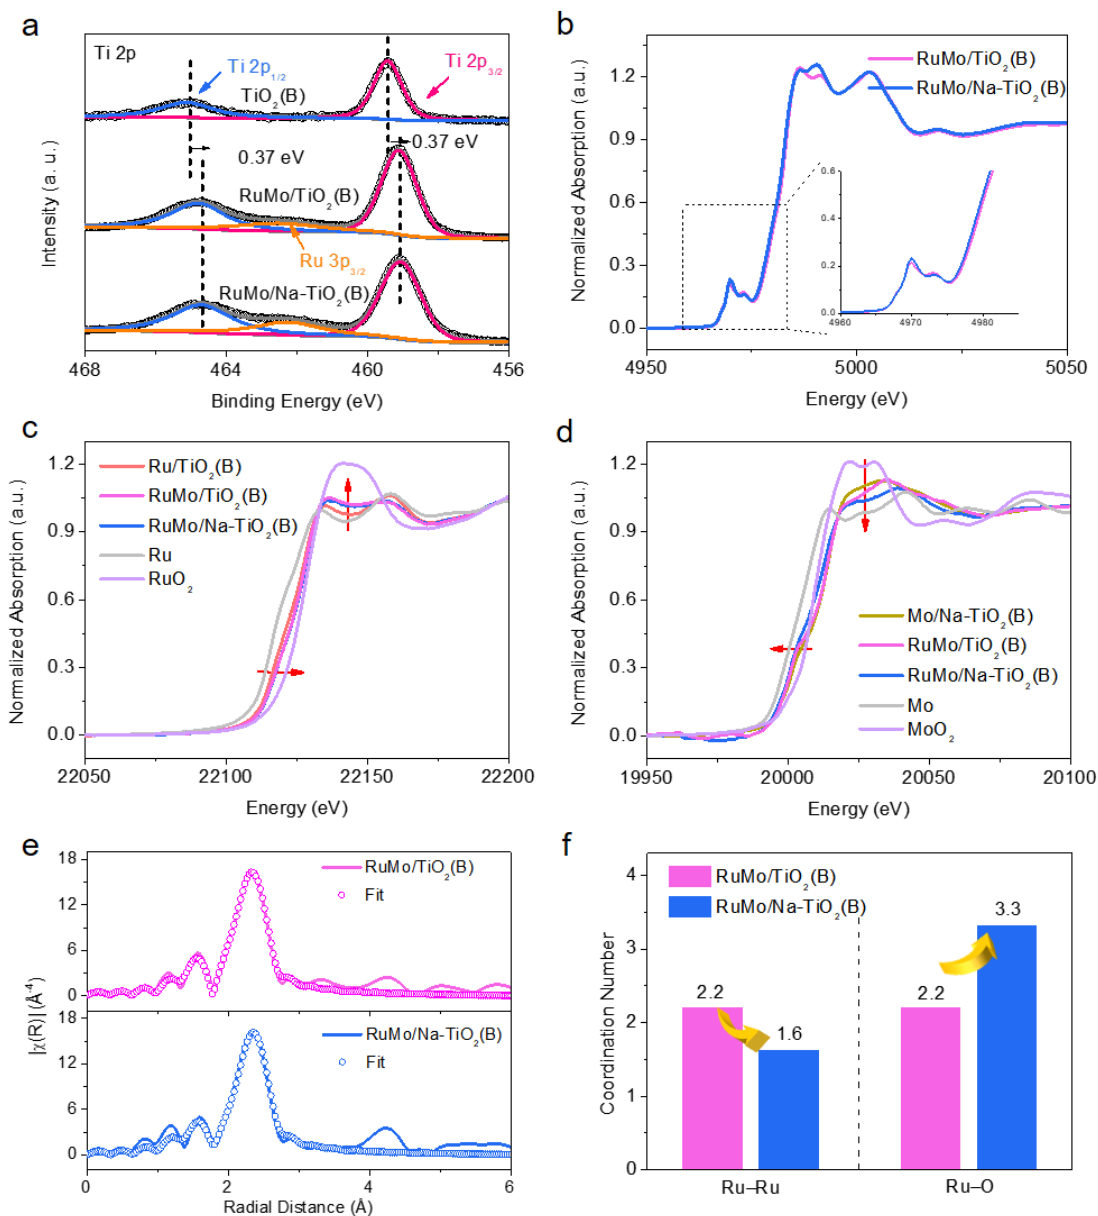 a
Ti 2p
Ti 2p1/2
Ti 2p3/2
TiO2(B)
0.37 eV
0.37 eV
RuMo/TiO2(B)
Ru 3p3/2
RuMo/Na-TiO2(B)
Intensity (a. u.)
468 464 460 456
Binding Energy (eV)
b
RuMo/TiO2(B)
RuMo/Na-TiO2(B)
1.2
0.9
0.6
0.3
0.0
Normalized Absorption (a.u.)
0.6
0.4
0.2
0.0
4960 4970 4980
4950 5000 5050
Energy (eV)
c
1.2
0.9
0.6
0.3
0.0
Ru/TiO2(B)
RuMo/TiO2(B)
RuMo/Na-TiO2(B)
Ru
RuO2
Normalized Absorption (a.u.)
22050 22100 22150 22200
Energy (eV)
d
1.2
0.9
0.6
0.3
0.0
Mo/Na-TiO2(B)
RuMo/TiO2(B)
RuMo/Na-TiO2(B)
Mo
MoO2
Normalized Absorption (a.u.)
19950 20000 20050 20100
Energy (eV)
e
18
12
6
0
RuMo/TiO2(B)
Fit
18
12
6
0
RuMo/Na-TiO2(B)
Fit
|χ(R)| (Å-4)
0 2 4 6
Radial Distance (Å)
f
4
3
2
1
0
RuMo/TiO2(B)
RuMo/Na-TiO2(B)
2.2
1.6
2.2
3.3
Coordination Number
Ru–Ru Ru–O